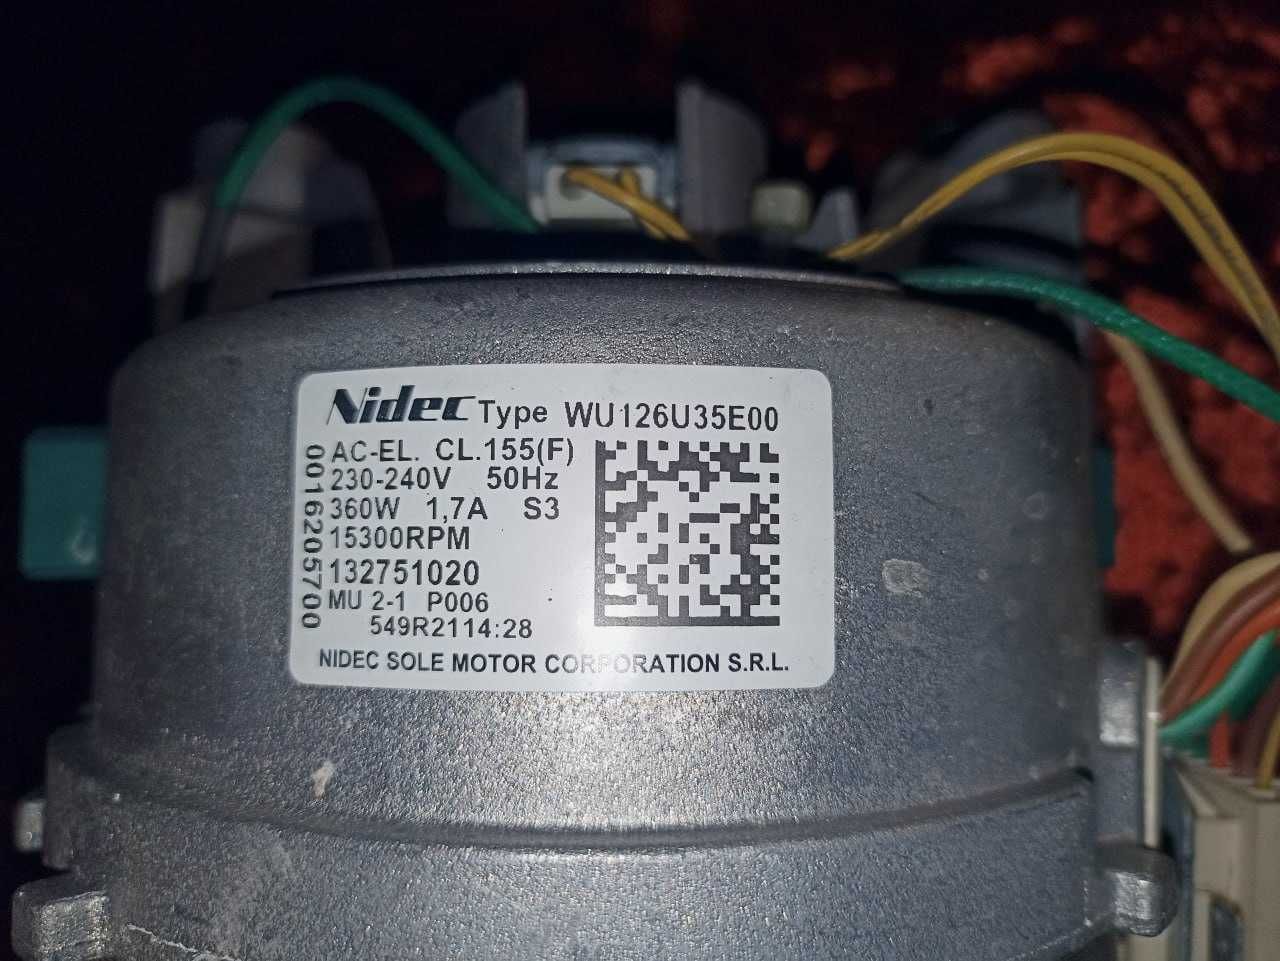 Nidec Type WU126U35E00
AC-EL. CL.155(F)
230-240V 50Hz
360W 1,7A S3
15300RPM
132751020
MU 2-1 P006
549R2114:28
NIDEC SOLE MOTOR CORPORATION S.R.L.
0016205700